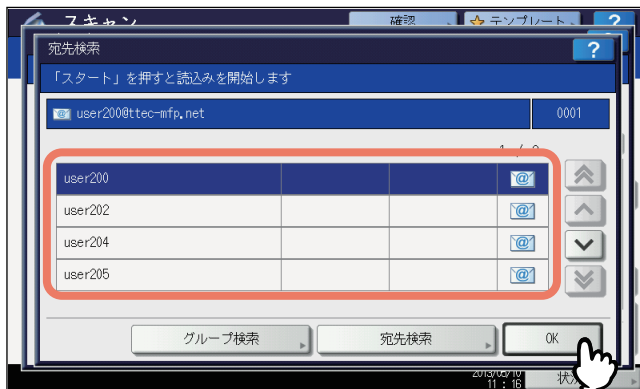 スキャン 確認 テンプレート ?
宛先検索 ?
「スタート」を押すと読込みを開始します
user200@ttec-mfp.net 0001
user200
user202
user204
user205
グループ検索 宛先検索 OK
2013/05/10
11 : 16